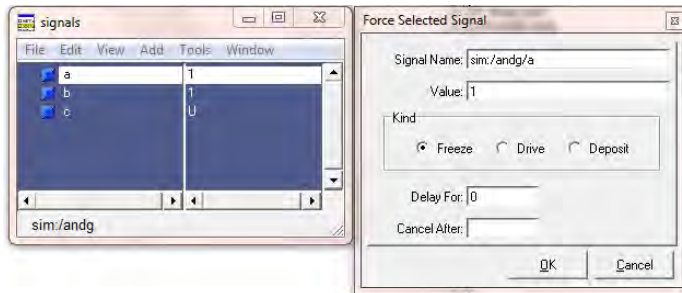 signals
File Edit View Add Tools Window
a 1
b 1
c U
sim:/andg
Force Selected Signal
Signal Name: sim:/andg/a
Value: 1
Kind
Freeze Drive Deposit
Delay For: 0
Cancel After:
OK Cancel